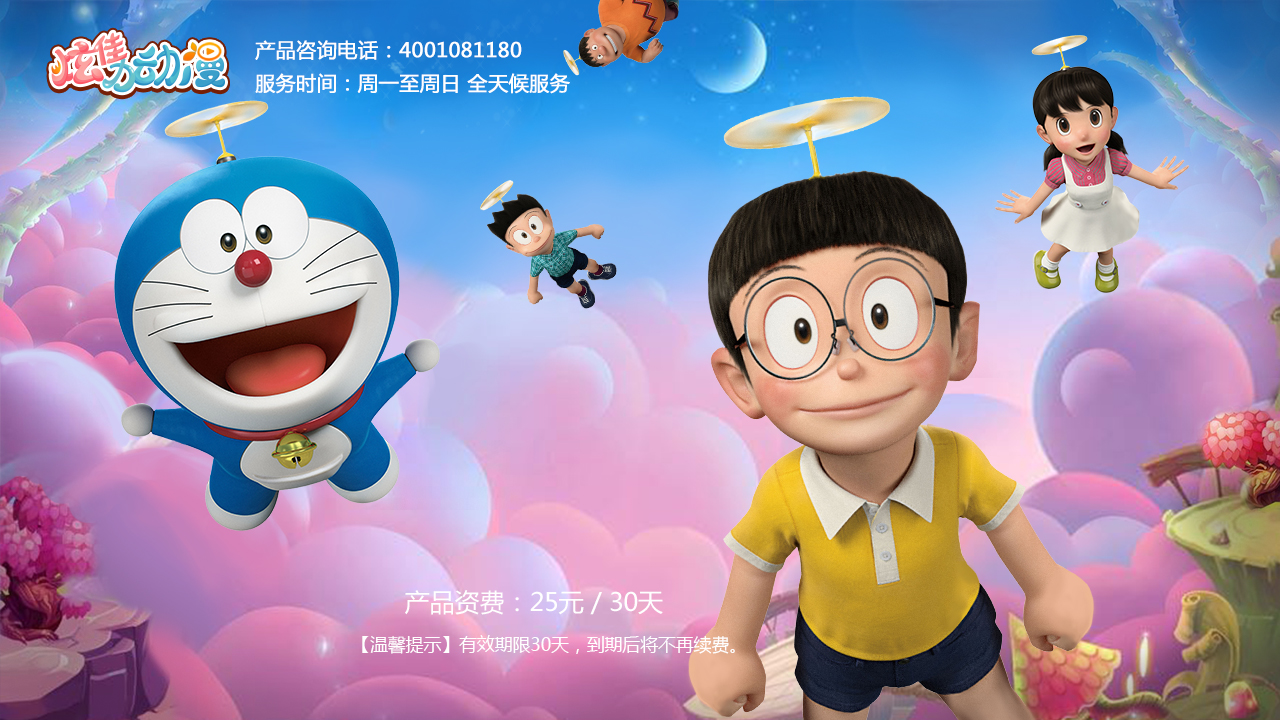 炫隽动漫
产品咨询电话：4001081180
服务时间：周一至周日 全天候服务
产品资费：25元 / 30天
【温馨提示】有效期限30天，到期后将不再续费。